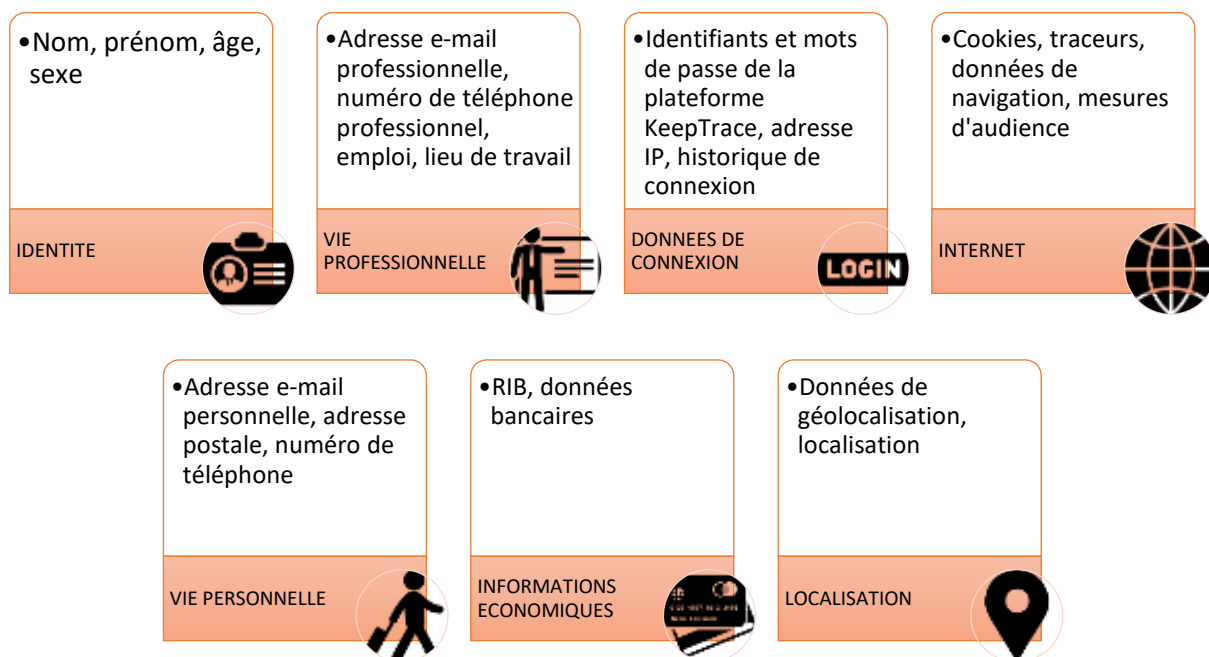 •Nom, prénom, âge,
sexe
IDENTITE
•Adresse e-mail
professionnelle,
numéro de téléphone
professionnel,
emploi, lieu de travail
VIE
PROFESSIONNELLE
•Identifiants et mots
de passe de la
plateforme
KeepTrace, adresse
IP, historique de
connexion
DONNEES DE
CONNEXION
LOGIN
•Cookies, traceurs,
données de
navigation, mesures
d'audience
INTERNET
•Adresse e-mail
personnelle, adresse
postale, numéro de
téléphone
VIE PERSONNELLE
•RIB, données
bancaires
INFORMATIONS
ECONOMIQUES
•Données de
géolocalisation,
localisation
LOCALISATION